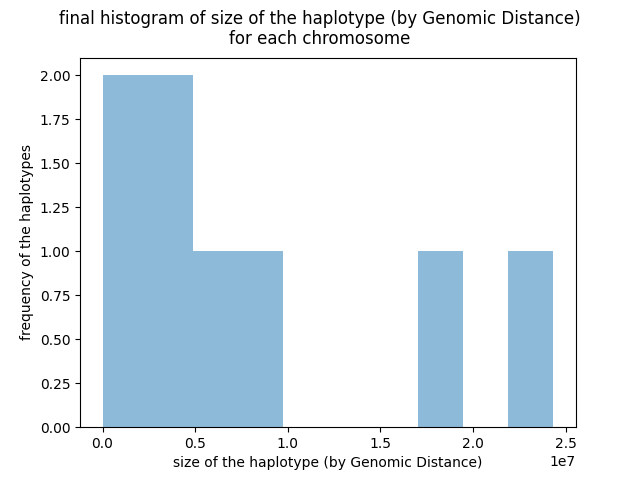 final histogram of size of the haplotype (by Genomic Distance)
for each chromosome
frequency of the haplotypes
2.00
1.75
1.50
1.25
1.00
0.75
0.50
0.25
0.00
0.0 0.5 1.0 1.5 2.0 2.5
1e7
size of the haplotype (by Genomic Distance)